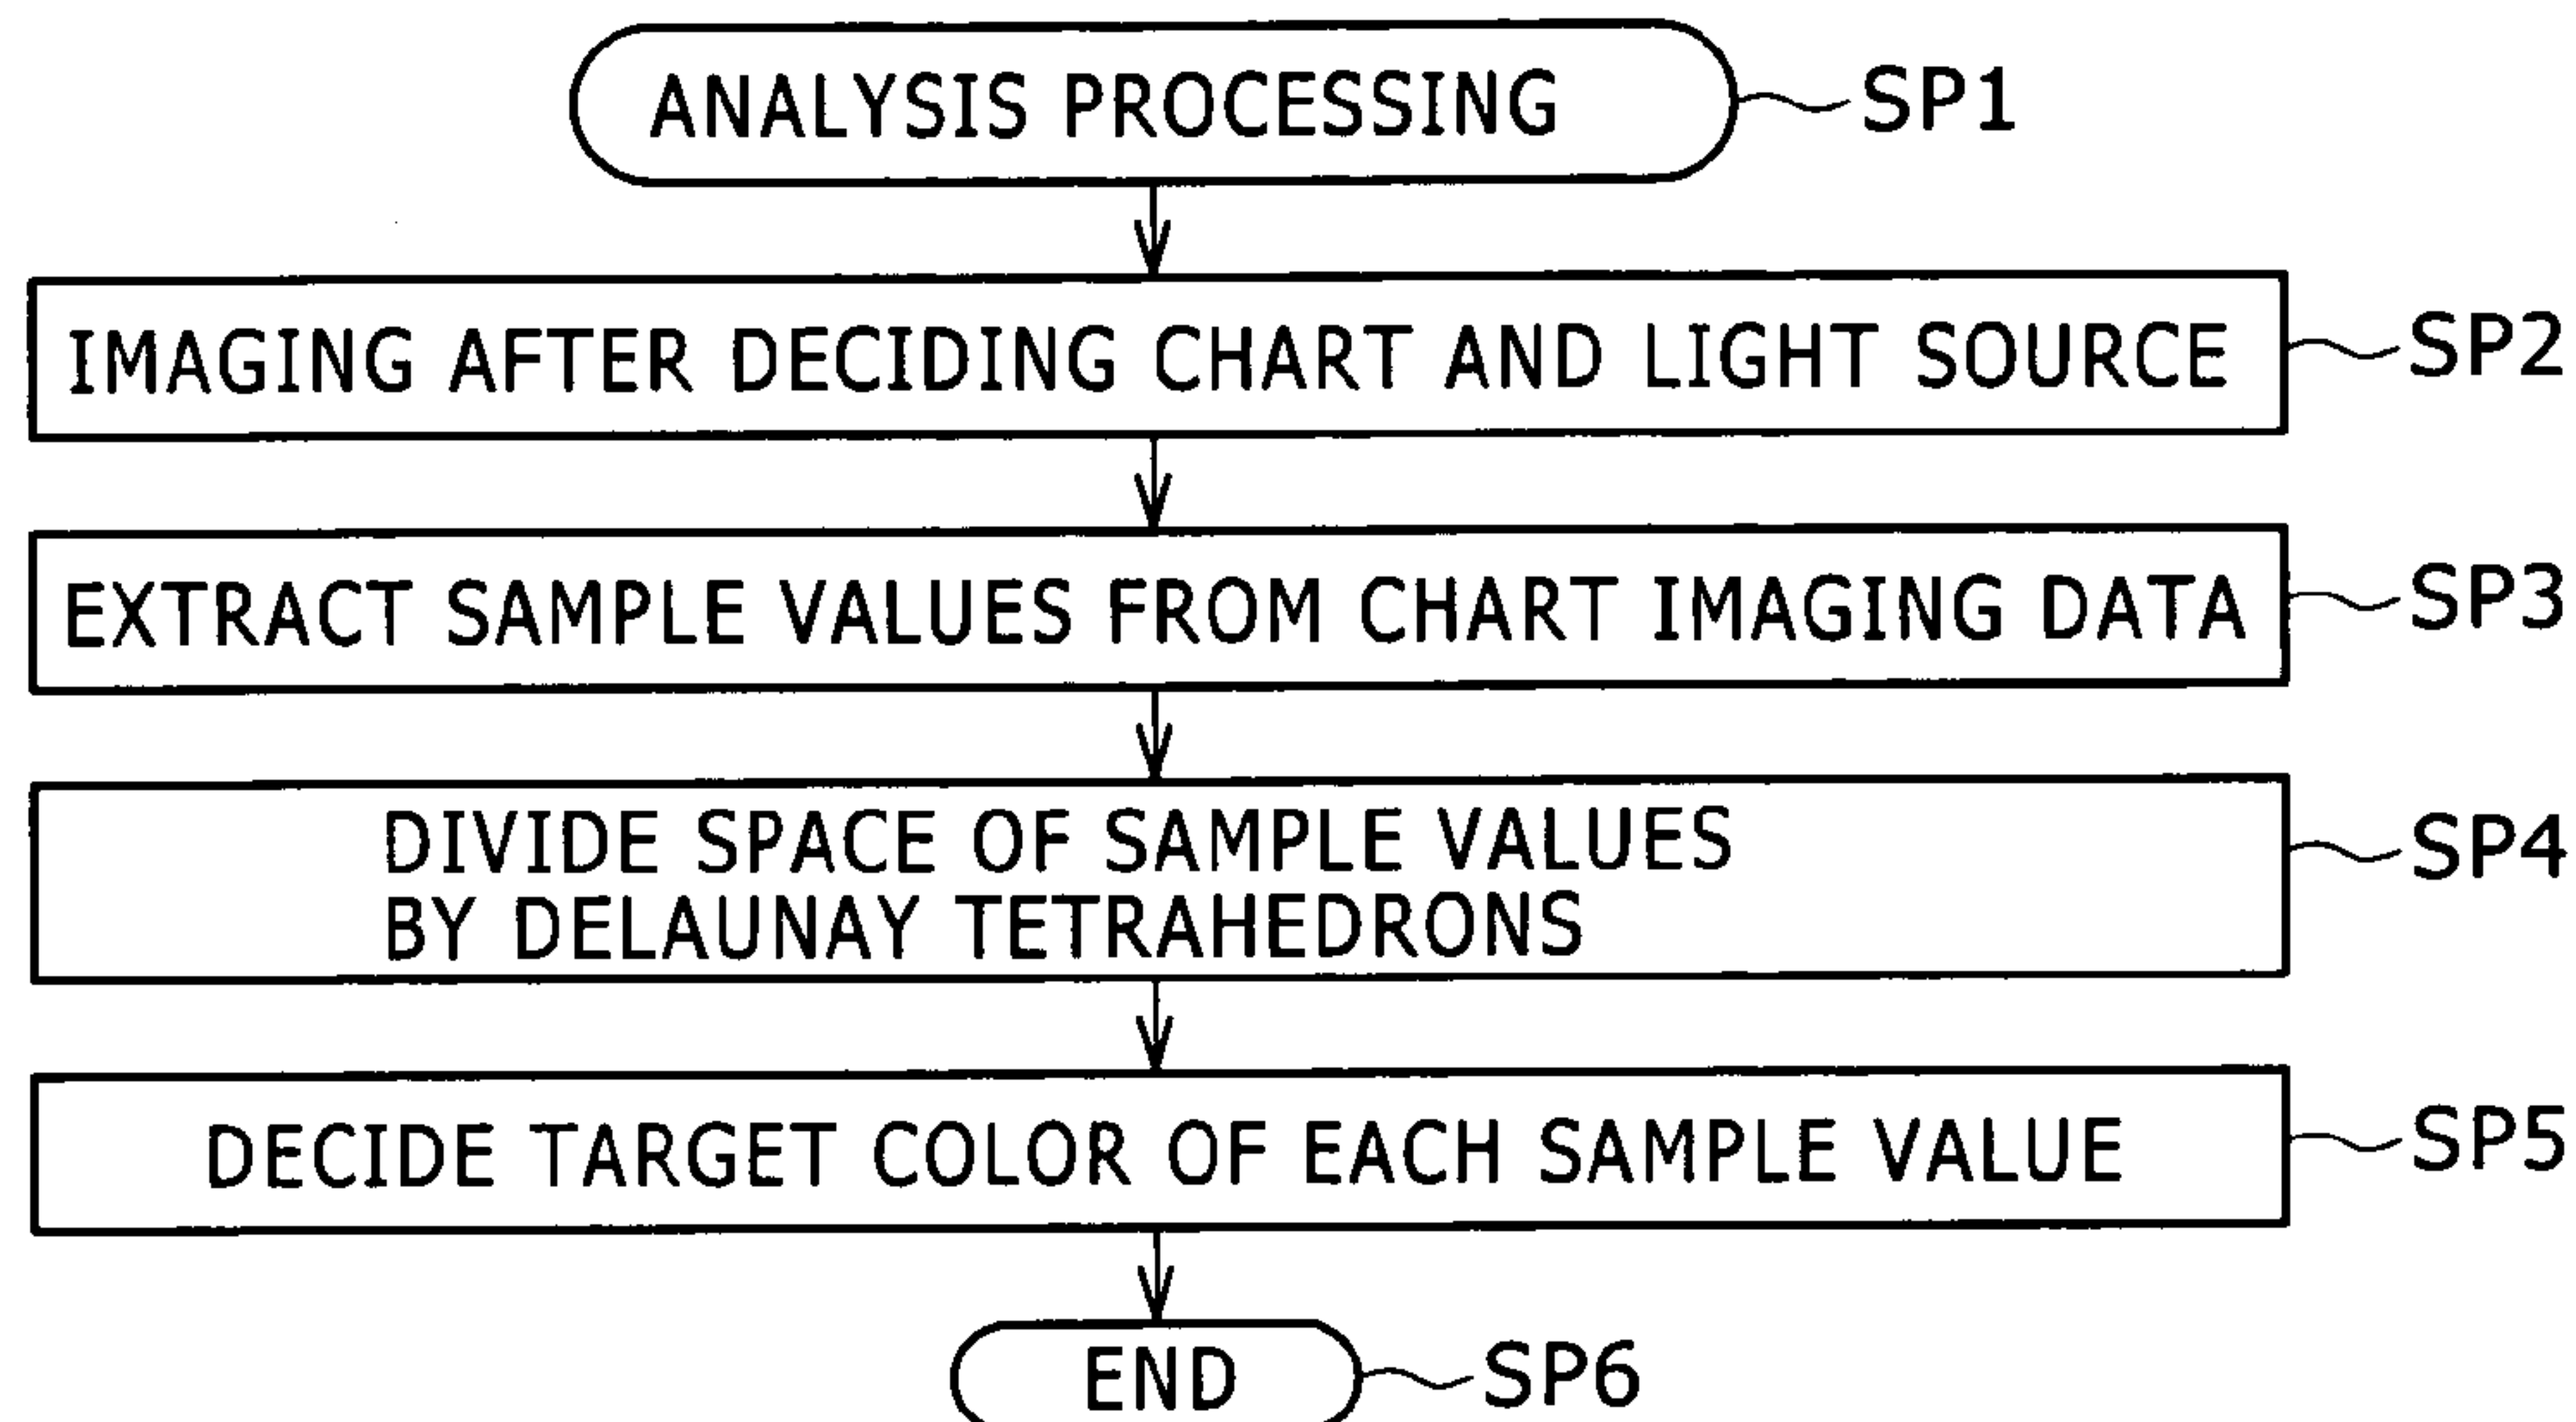 ANALYSIS PROCESSING SP1
IMAGING AFTER DECIDING CHART AND LIGHT SOURCE SP2
EXTRACT SAMPLE VALUES FROM CHART IMAGING DATA SP3
DIVIDE SPACE OF SAMPLE VALUES SP4
BY DELAUNAY TETRAHEDRONS
DECIDE TARGET COLOR OF EACH SAMPLE VALUE SP5
END SP6